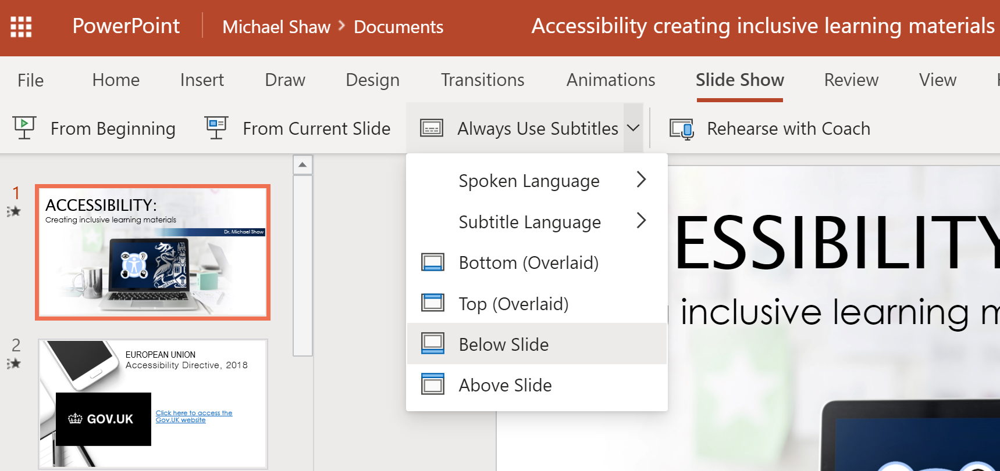 PowerPoint Michael Shaw > Documents Accessibility creating inclusive learning materials
File Home Insert Draw Design Transitions Animations Slide Show Review View
From Beginning From Current Slide Always Use Subtitles Rehearse with Coach
Spoken Language
Subtitle Language
Bottom (Overlaid)
Top (Overlaid)
Below Slide
Above Slide
1
ACCESSIBILITY:
Creating inclusive learning materials
Dr. Michael Shaw
2
EUROPEAN UNION
Accessibility Directive, 2018
GOV.UK
Click here to access the
Gov.UK website
ESSIBILITY
inclusive learning m